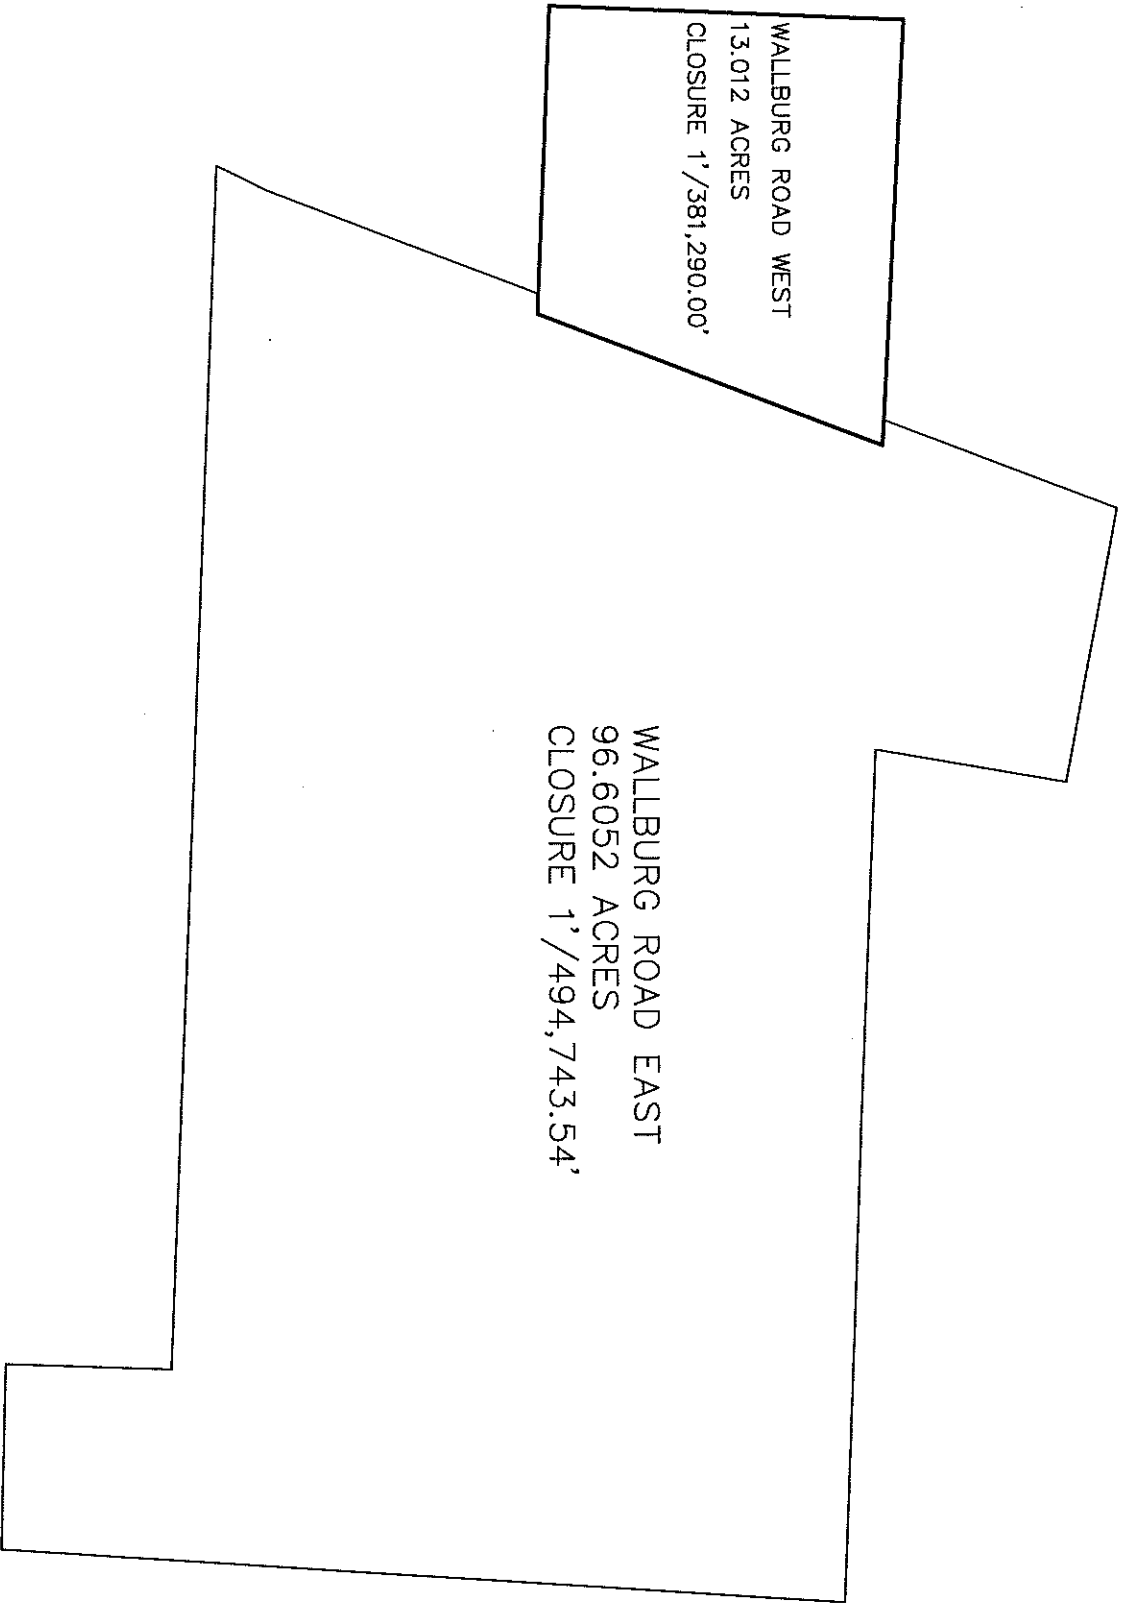 WALLBURG ROAD WEST
13.012 ACRES
CLOSURE 1'/381,290.00'
WALLBURG ROAD EAST
96.6052 ACRES
CLOSURE 1'/494,743.54'